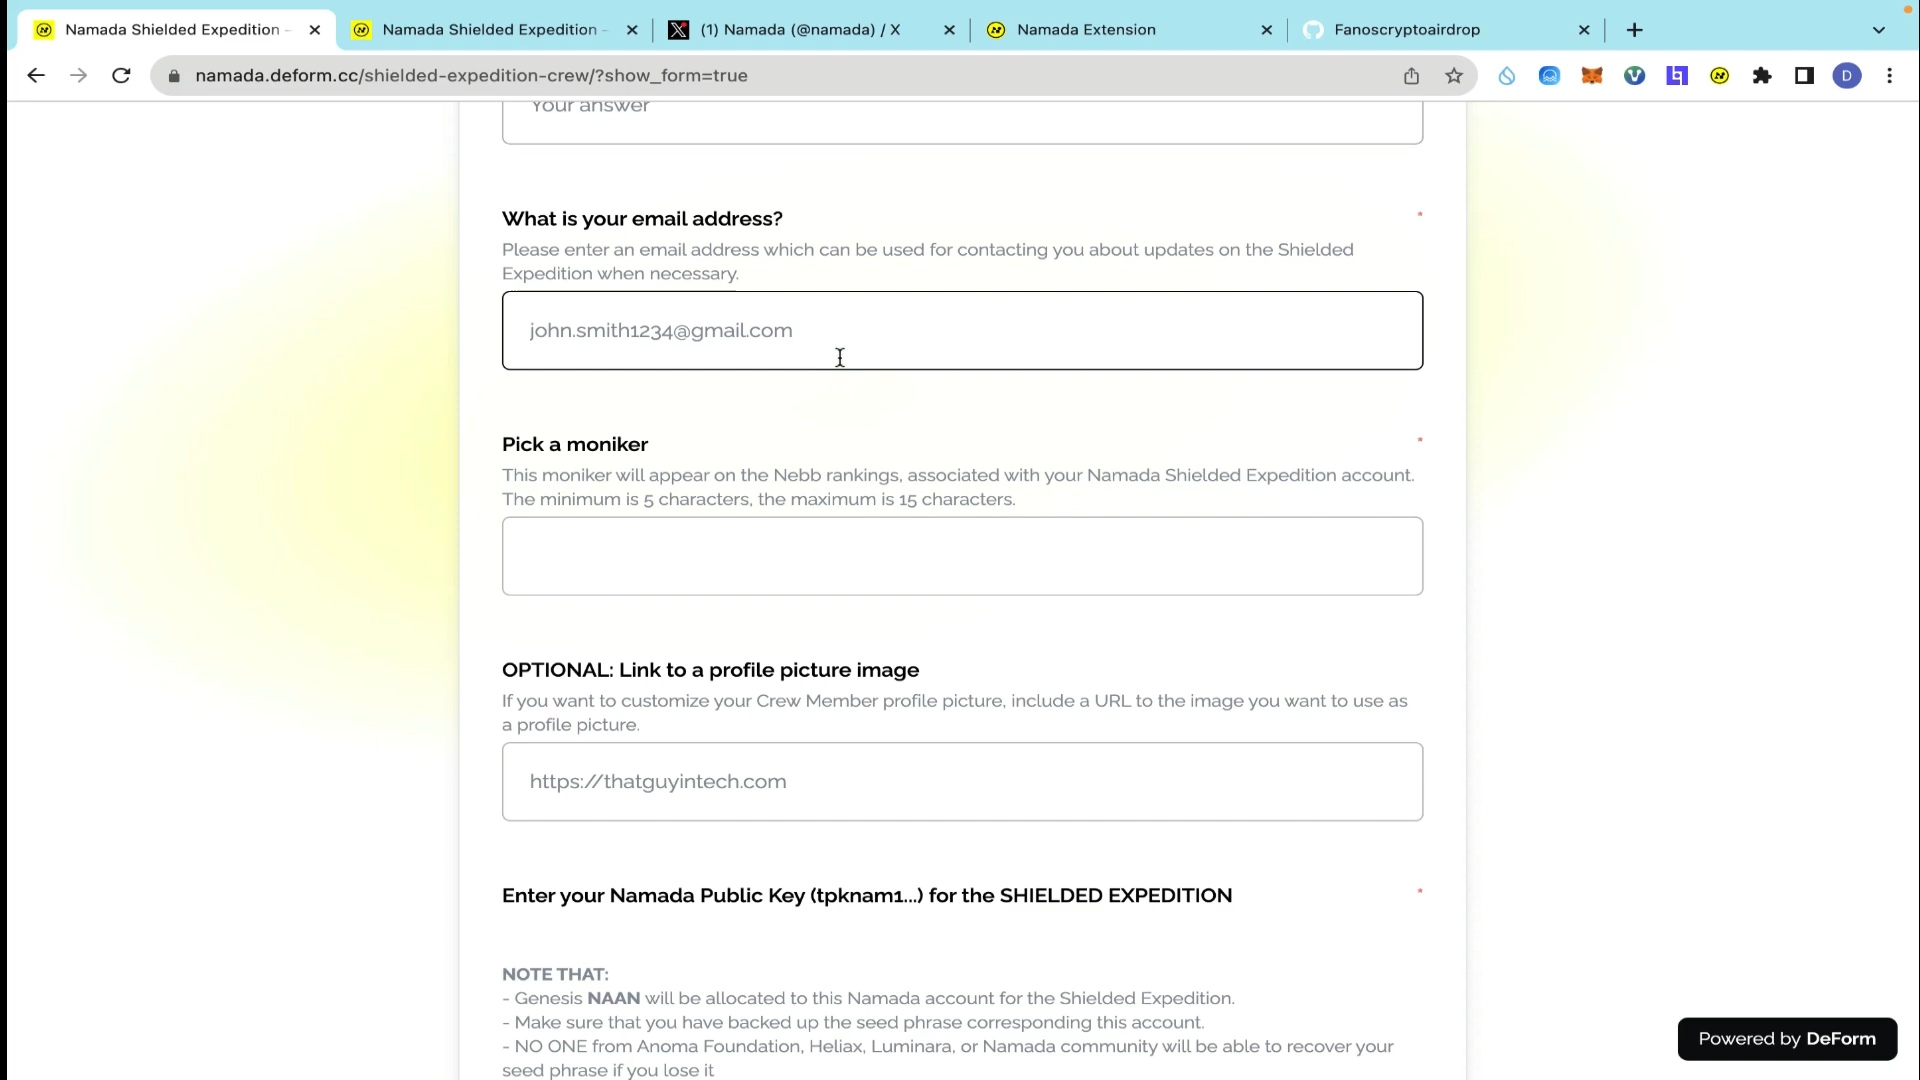 Namada Shielded Expedition -
Namada Shielded Expedition -
(1) Namada (@namada) / X
Namada Extension
Fanoscryptoairdrop
namada.deform.cc/shielded-expedition-crew/?show_form=true
D
Your answer
What is your email address? *
Please enter an email address which can be used for contacting you about updates on the Shielded
Expedition when necessary.
john.smith1234@gmail.com
Pick a moniker *
This moniker will appear on the Nebb rankings, associated with your Namada Shielded Expedition account.
The minimum is 5 characters, the maximum is 15 characters.
OPTIONAL: Link to a profile picture image
If you want to customize your Crew Member profile picture, include a URL to the image you want to use as
a profile picture.
https://thatguyintech.com
Enter your Namada Public Key (tpknam1...) for the SHIELDED EXPEDITION *
NOTE THAT:
- Genesis NAAN will be allocated to this Namada account for the Shielded Expedition.
- Make sure that you have backed up the seed phrase corresponding this account.
- NO ONE from Anoma Foundation, Heliax, Luminara, or Namada community will be able to recover your
seed phrase if you lose it
Powered by DeForm